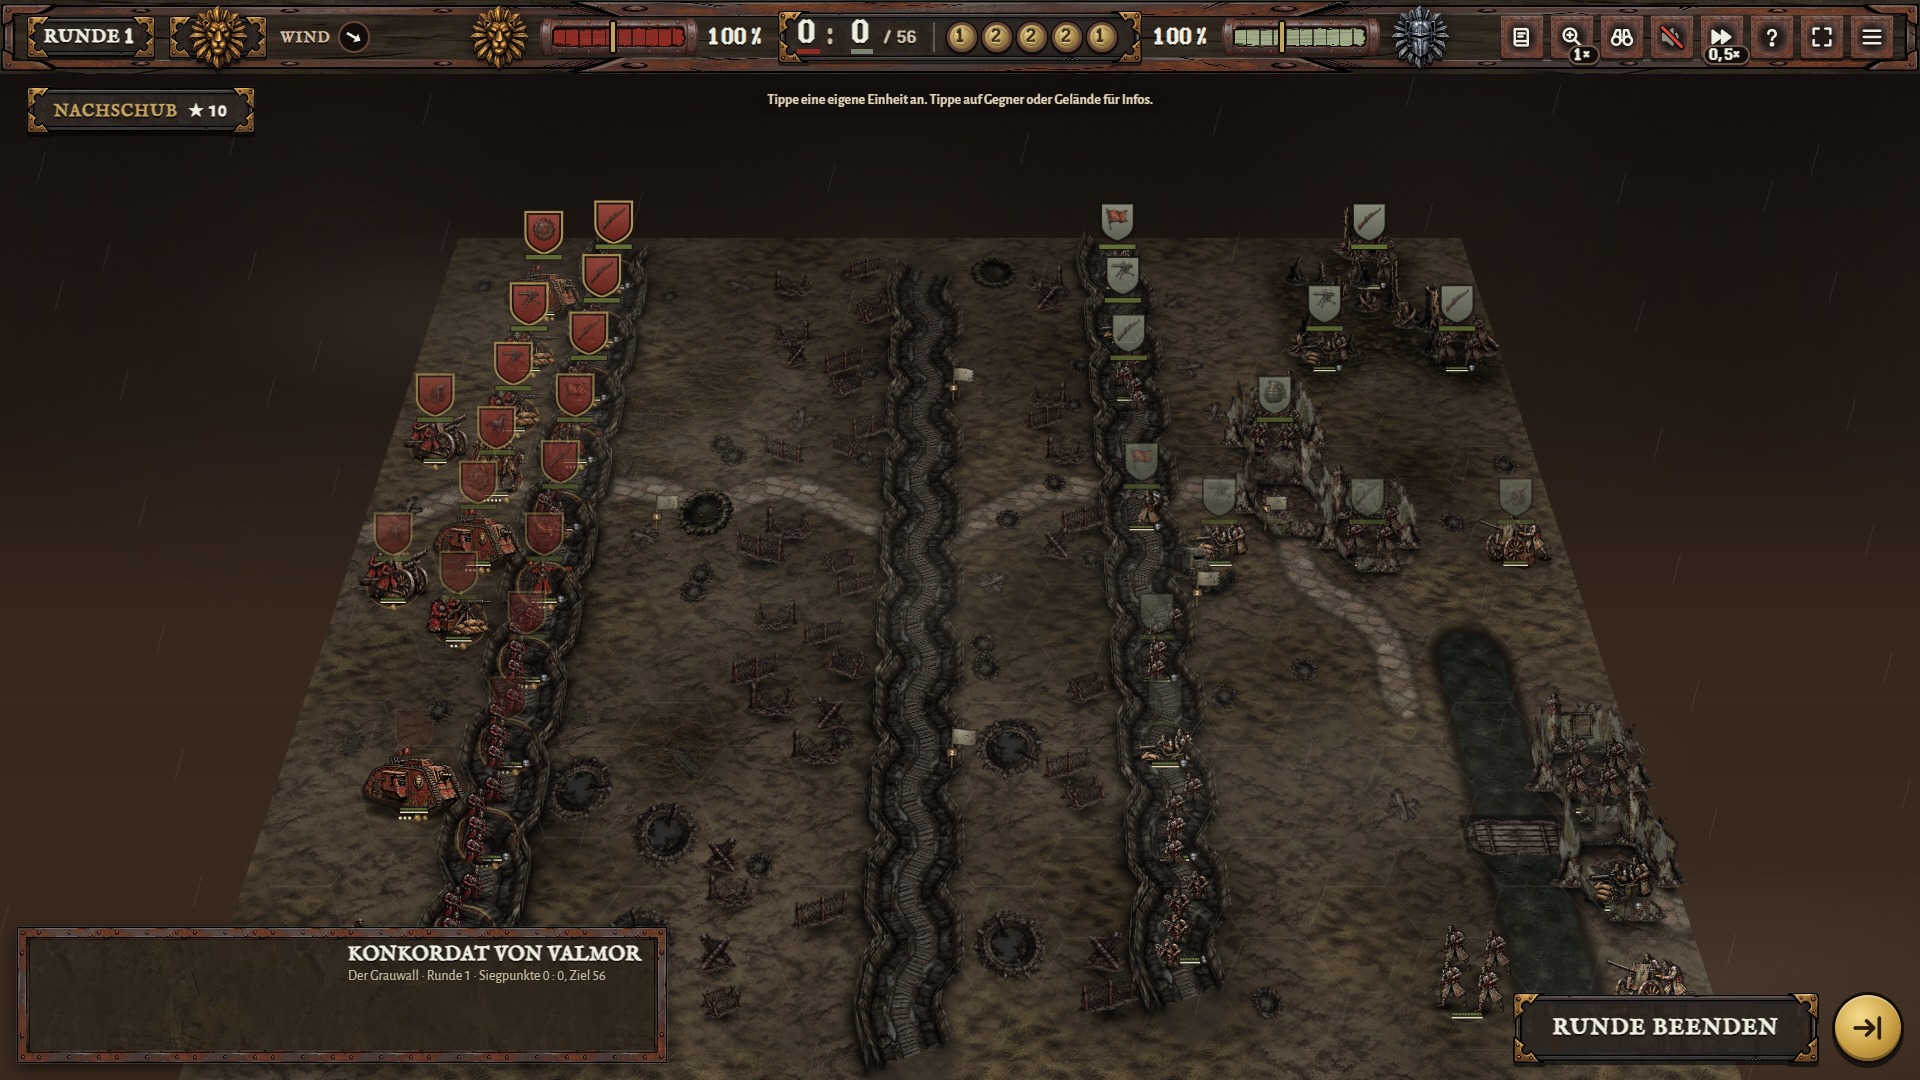 RUNDE 1
WIND
100%
0 : 0 / 56
1 2 2 2 1
100%
1×
0,5×
?
NACHSCHUB ★ 10
Tippe eine eigene Einheit an. Tippe auf Gegner oder Gelände für Infos.
KONKORDAT VON VALMOR
Der Grauwall · Runde 1 · Siegpunkte 0 : 0, Ziel 56
RUNDE BEENDEN